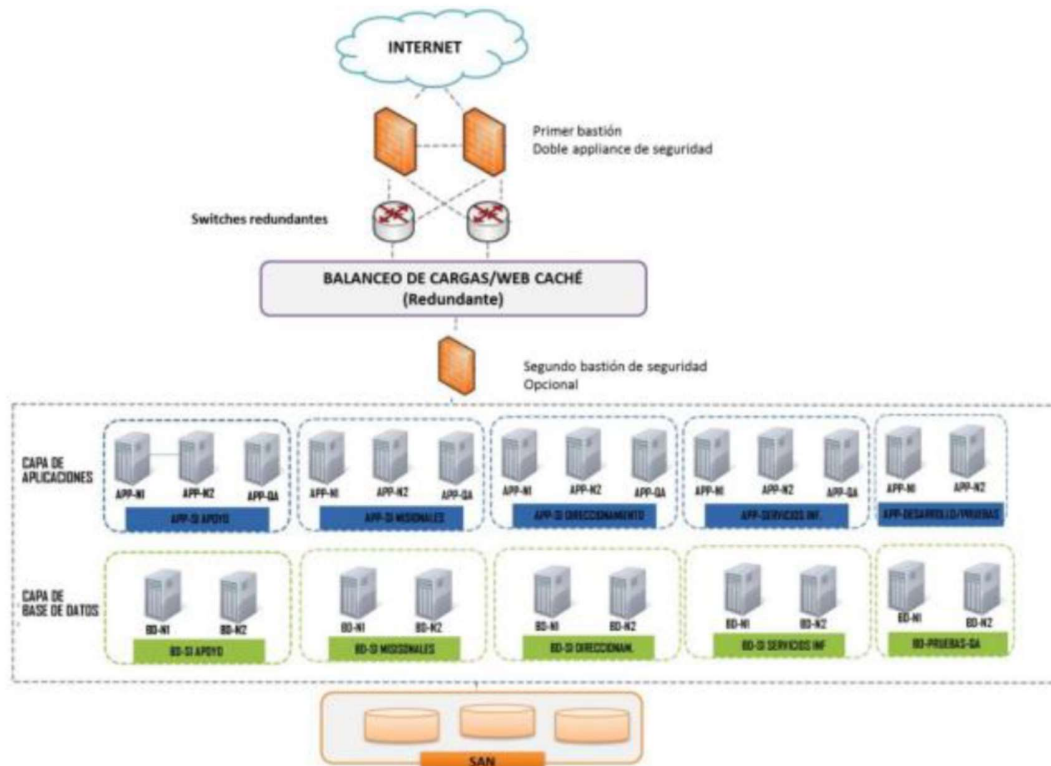 INTERNET
Primer bastión
Doble appliance de seguridad
Switches redundantes
BALANCEO DE CARGAS/WEB CACHÉ
(Redundante)
Segundo bastión de seguridad
Opcional
CAPA DE
APLICACIONES
APP-N1 APP-N2 APP-QA
APP-SI APOYO
APP-N1 APP-N2 APP-QA
APP-SI MISIONALES
APP-N1 APP-N2 APP-QA
APP-SI DIRECCIONAMIENTO
APP-N1 APP-N2 APP-QA
APP-SERVICIOS INF.
APP-N1 APP-N2
APP-DESARROLLO/PRUEBAS
CAPA DE
BASE DE DATOS
BD-N1 BD-N2
BD-SI APOYO
BD-N1 BD-N2
BD-SI MISISONALES
BD-N1 BD-N2
BD-SI DIRECCIONAM.
BD-N1 BD-N2
BD-SI SERVICIOS INF
BD-N1 BD-N2
BD-PRUEBAS-QA
SAN